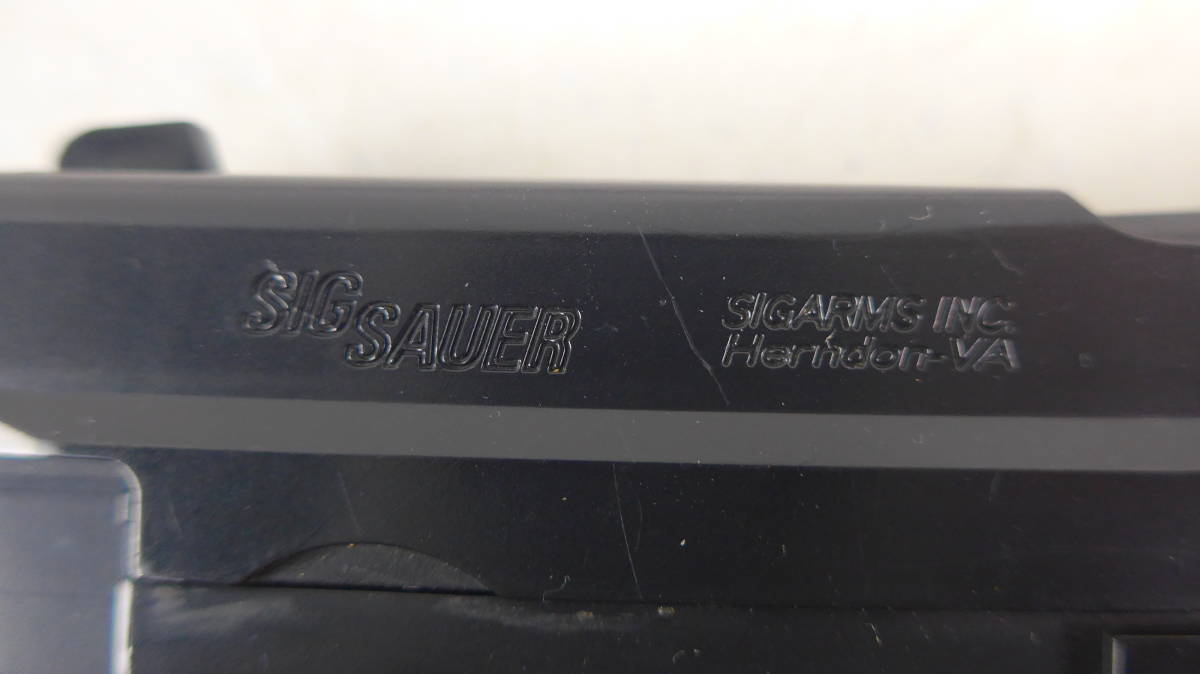 SIG SAUER
SIGARMS INC.
Herndon-VA